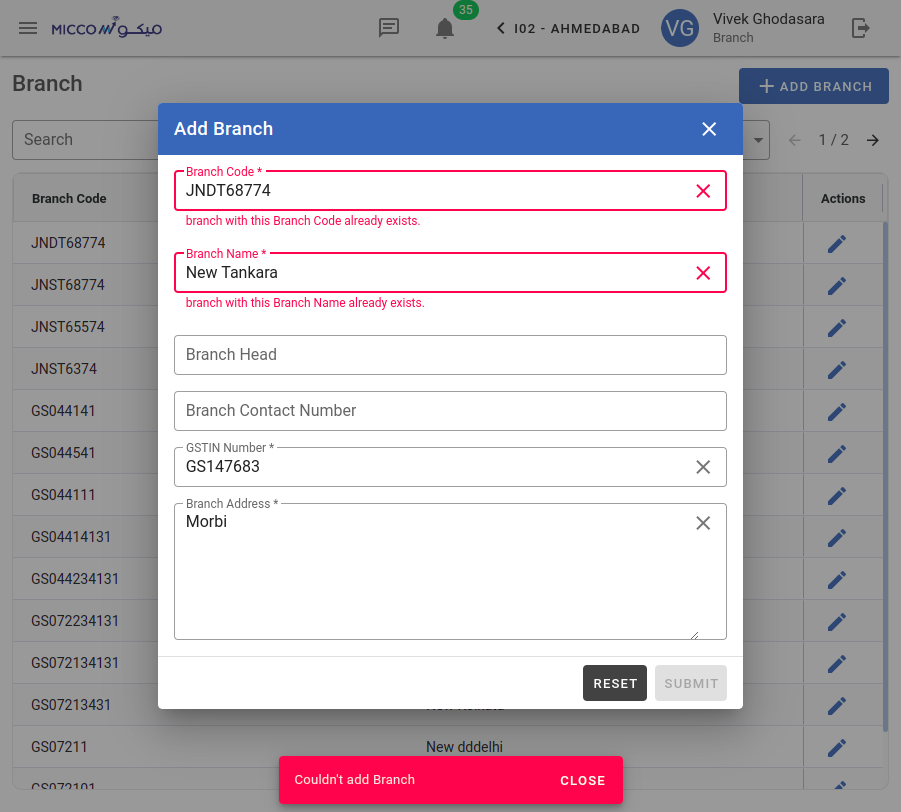 MICCO ميكو
35
I02 - AHMEDABAD
VG
Vivek Ghodasara
Branch
Branch
ADD BRANCH
Search
1 / 2
Branch Code
Actions
Add Branch
Branch Code *
JNDT68774
branch with this Branch Code already exists.
Branch Name *
New Tankara
branch with this Branch Name already exists.
Branch Head
Branch Contact Number
GSTIN Number *
GS147683
Branch Address *
Morbi
RESET
SUBMIT
JNDT68774
JNST68774
JNST65574
JNST6374
GS044141
GS044541
GS044111
GS04414131
GS044234131
GS072234131
GS072134131
GS07213431
GS07211
New dddelhi
Couldn't add Branch
CLOSE